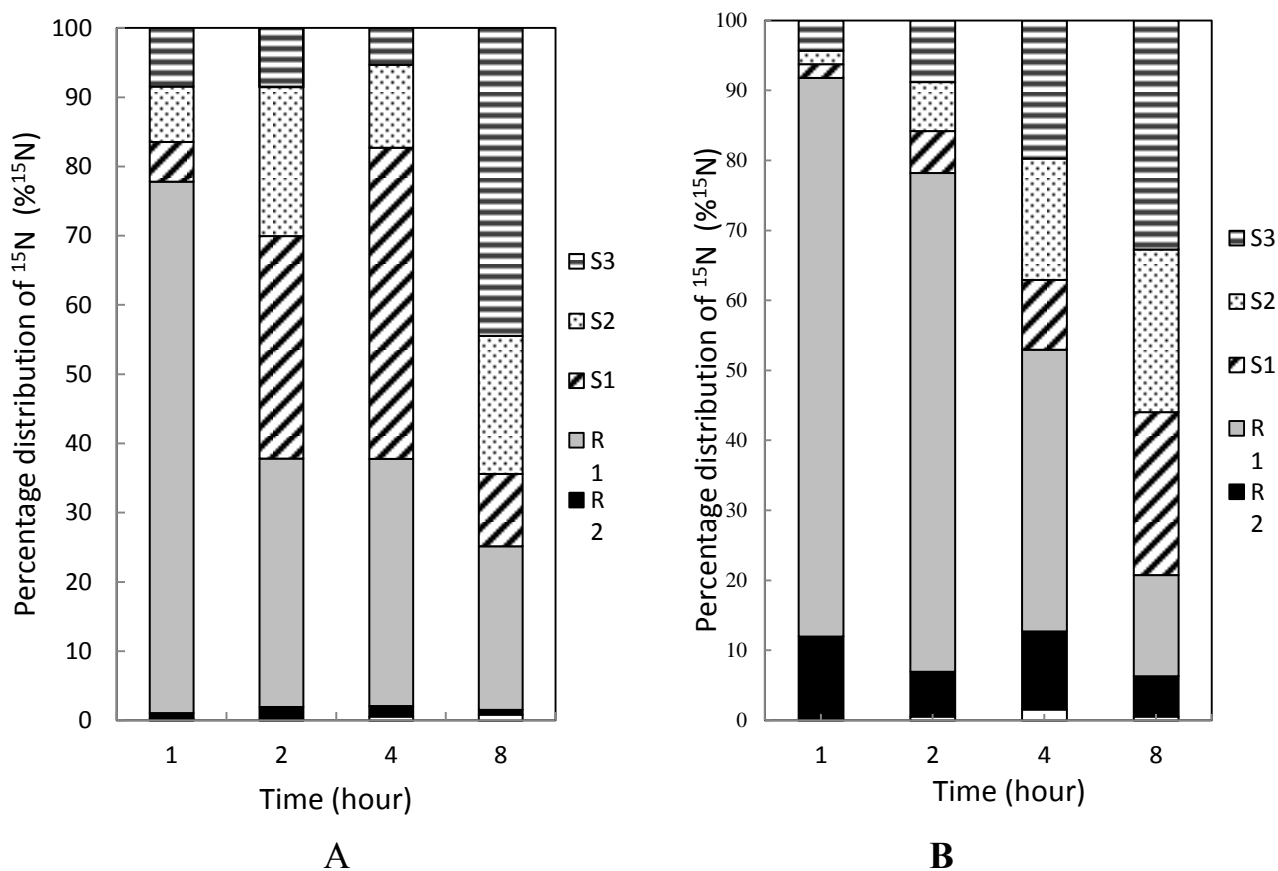 100
90
80
70
60
50
40
30
20
10
0
Percentage distribution of ¹⁵N (%¹⁵N)
1 2 4 8
Time (hour)
S3
S2
S1
R
1
R
2
A
100
90
80
70
60
50
40
30
20
10
0
Percentage distribution of ¹⁵N (%¹⁵N)
1 2 4 8
Time (hour)
S3
S2
S1
R
1
R
2
B